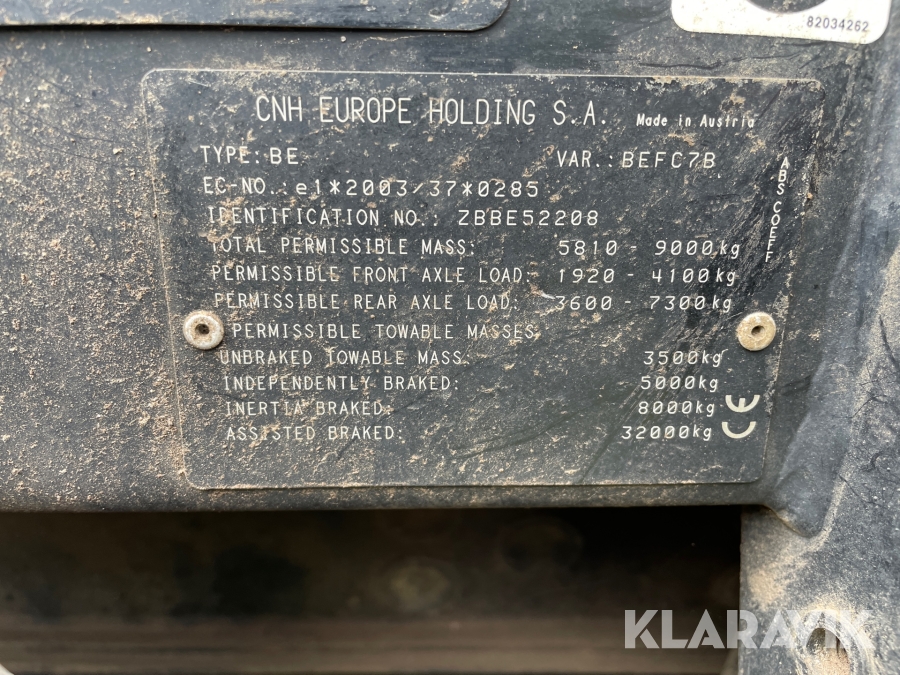 82034262
CNH EUROPE HOLDING S.A. Made in Austria
TYPE: BE VAR.: BEFC7B
EC-NO.: e1*2003/37*0285
IDENTIFICATION NO.: ZBBE52208
TOTAL PERMISSIBLE MASS: 5810 - 9000kg
PERMISSIBLE FRONT AXLE LOAD: 1920 - 4100kg
PERMISSIBLE REAR AXLE LOAD: 3600 - 7300kg
PERMISSIBLE TOWABLE MASSES
UNBRAKED TOWABLE MASS: 3500kg
INDEPENDENTLY BRAKED: 5000kg
INERTIA BRAKED: 8000kg
ASSISTED BRAKED: 32000kg
CE
ABSCOEFF
KLARAVIK